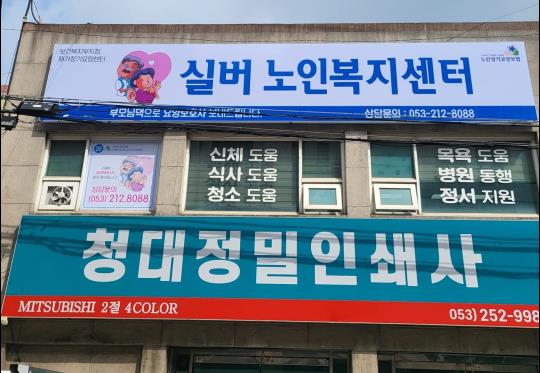 보건복지부지정
재가장기요양센터
실버 노인복지센터
노인장기요양보험
부모님댁으로 요양보호사 보내드립니다.
상담문의 : 053-212-8088
상담문의
(053) 212.8088
신체 도움
식사 도움
청소 도움
목욕 도움
병원 동행
정서 지원
청대정밀인쇄사
MITSUBISHI 2절 4COLOR
053) 252-998